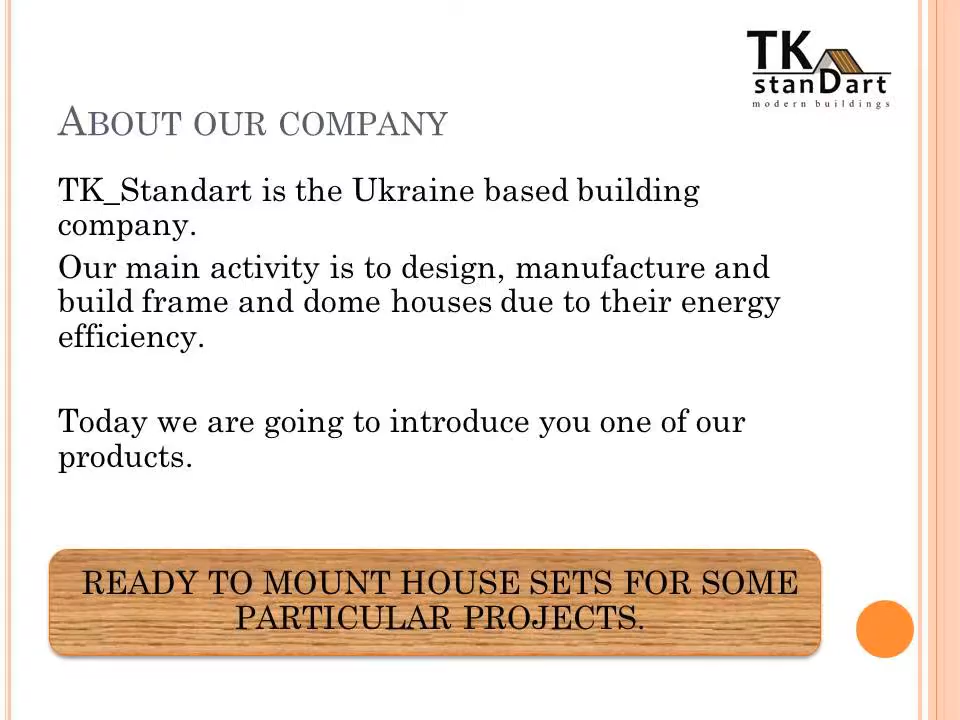 TK
stanDart
modern buildings
ABOUT OUR COMPANY
TK_Standart is the Ukraine based building
company.
Our main activity is to design, manufacture and
build frame and dome houses due to their energy
efficiency.
Today we are going to introduce you one of our
products.
READY TO MOUNT HOUSE SETS FOR SOME
PARTICULAR PROJECTS.